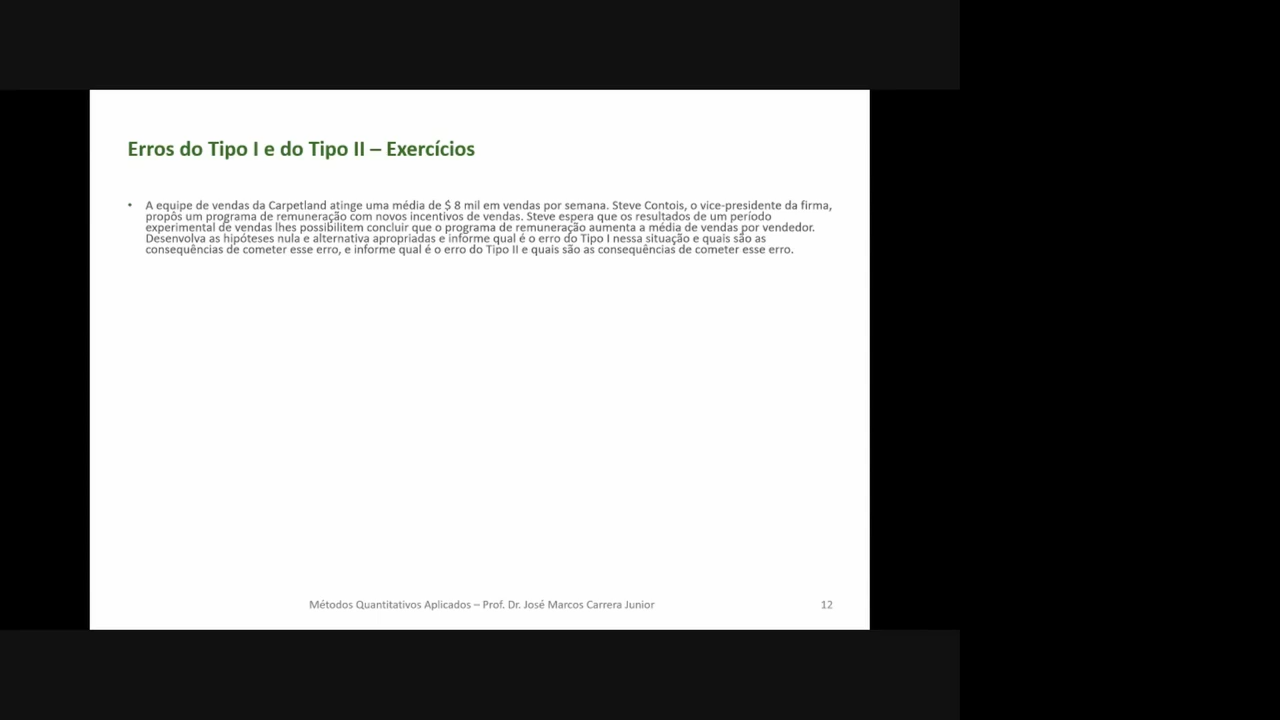 Erros do Tipo I e do Tipo II – Exercícios
• A equipe de vendas da Carpetland atinge uma média de $ 8 mil em vendas por semana. Steve Contois, o vice-presidente da firma,
propôs um programa de remuneração com novos incentivos de vendas. Steve espera que os resultados de um período
experimental de vendas lhes possibilitem concluir que o programa de remuneração aumenta a média de vendas por vendedor.
Desenvolva as hipóteses nula e alternativa apropriadas e informe qual é o erro do Tipo I nessa situação e quais são as
consequências de cometer esse erro, e informe qual é o erro do Tipo II e quais são as consequências de cometer esse erro.
Métodos Quantitativos Aplicados – Prof. Dr. José Marcos Carrera Junior
12